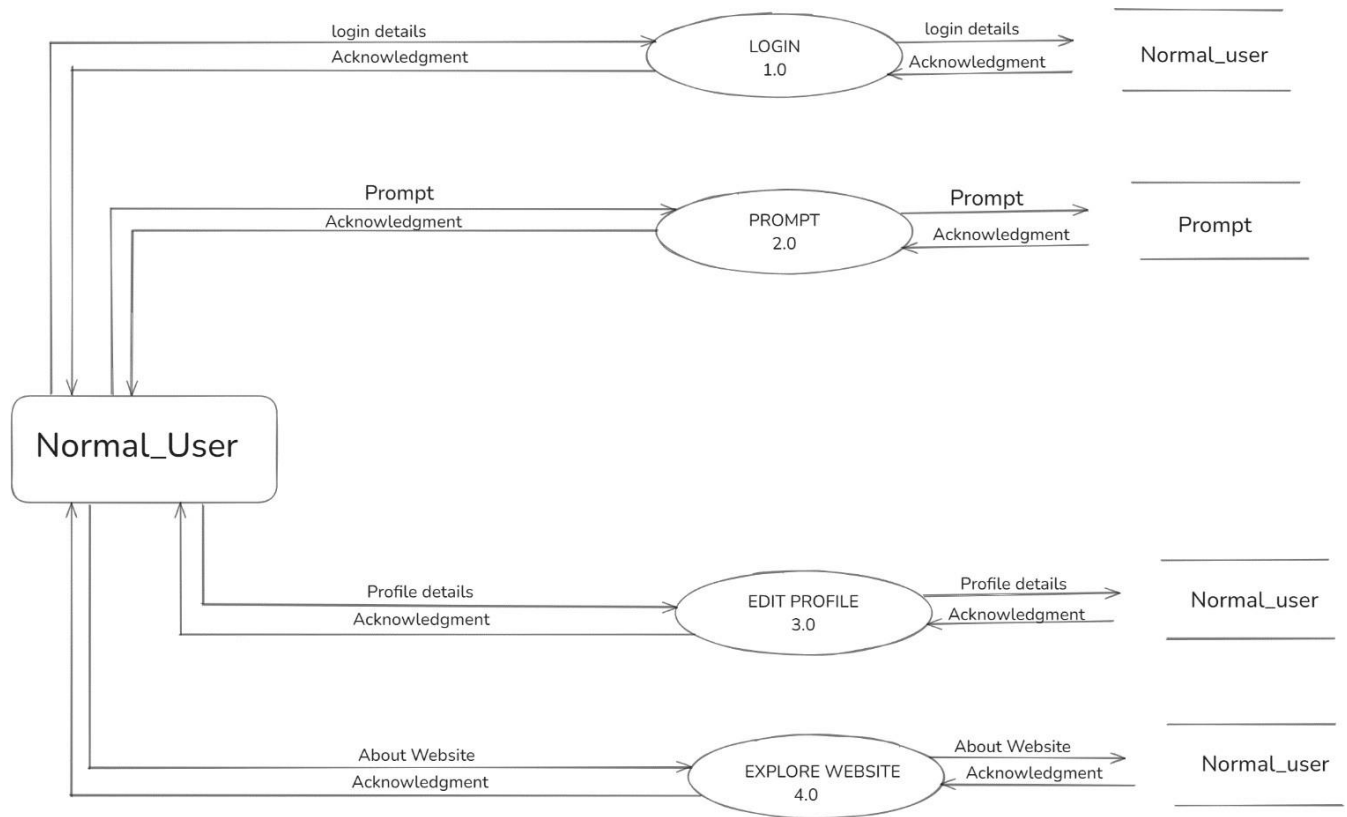 login details
Acknowledgment
LOGIN
1.0
login details
Acknowledgment
Normal_user
Prompt
Acknowledgment
PROMPT
2.0
Prompt
Acknowledgment
Prompt
Normal_User
Profile details
Acknowledgment
EDIT PROFILE
3.0
Profile details
Acknowledgment
Normal_user
About Website
Acknowledgment
EXPLORE WEBSITE
4.0
About Website
Acknowledgment
Normal_user